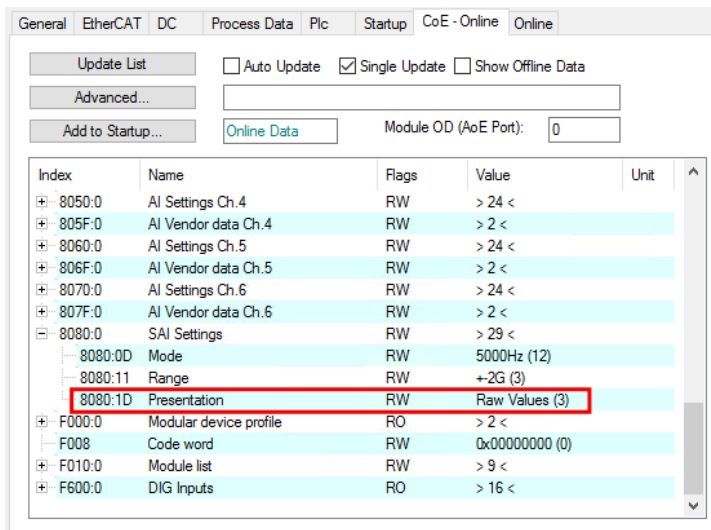 General EtherCAT DC Process Data Plc Startup CoE - Online Online
Update List Auto Update Single Update Show Offline Data
Advanced...
Add to Startup... Online Data Module OD (AoE Port): 0
Index Name Flags Value Unit
8050:0 AI Settings Ch.4 RW > 24 <
805F:0 AI Vendor data Ch.4 RW > 2 <
8060:0 AI Settings Ch.5 RW > 24 <
806F:0 AI Vendor data Ch.5 RW > 2 <
8070:0 AI Settings Ch.6 RW > 24 <
807F:0 AI Vendor data Ch.6 RW > 2 <
8080:0 SAI Settings RW > 29 <
8080:0D Mode RW 5000Hz (12)
8080:11 Range RW +-2G (3)
8080:1D Presentation RW Raw Values (3)
F000:0 Modular device profile RO > 2 <
F008 Code word RW 0x00000000 (0)
F010:0 Module list RW > 9 <
F600:0 DIG Inputs RO > 16 <